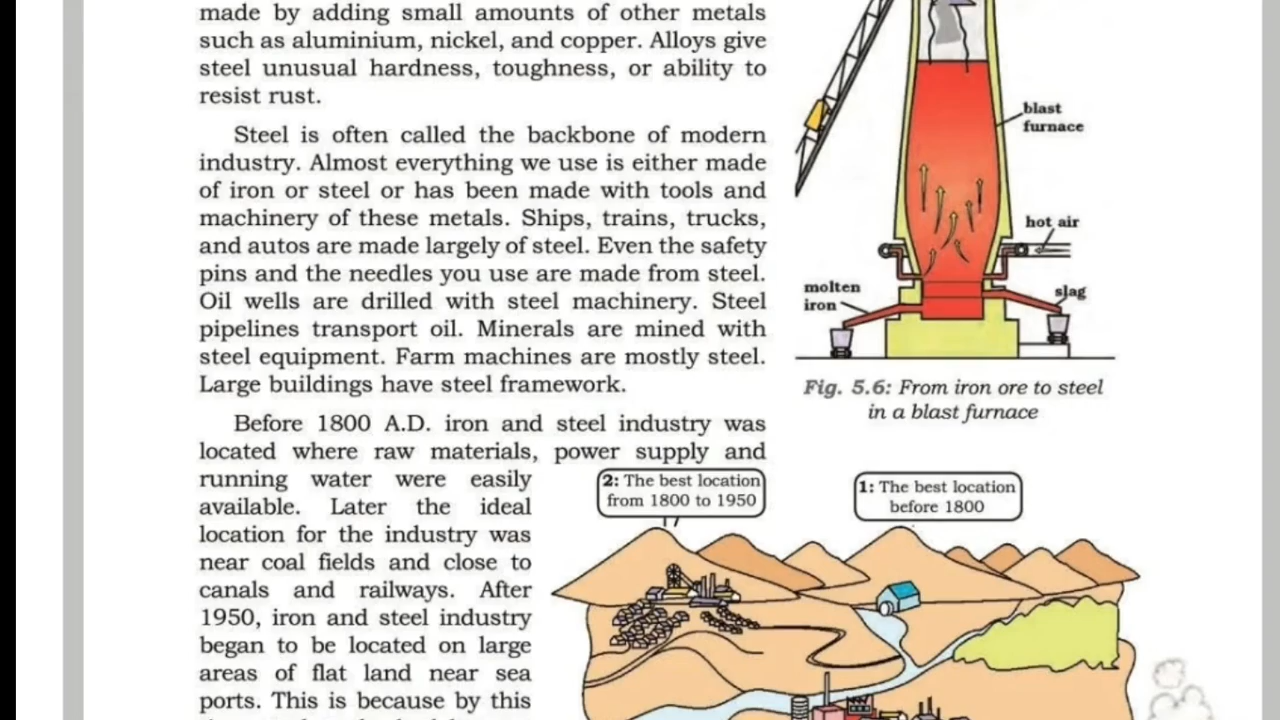 made by adding small amounts of other metals
such as aluminium, nickel, and copper. Alloys give
steel unusual hardness, toughness, or ability to
resist rust.
Steel is often called the backbone of modern
industry. Almost everything we use is either made
of iron or steel or has been made with tools and
machinery of these metals. Ships, trains, trucks,
and autos are made largely of steel. Even the safety
pins and the needles you use are made from steel.
Oil wells are drilled with steel machinery. Steel
pipelines transport oil. Minerals are mined with
steel equipment. Farm machines are mostly steel.
Large buildings have steel framework.
Before 1800 A.D. iron and steel industry was
located where raw materials, power supply and
running water were easily
available. Later the ideal
location for the industry was
near coal fields and close to
canals and railways. After
1950, iron and steel industry
began to be located on large
areas of flat land near sea
ports. This is because by this
blast
furnace
hot air
molten
iron
slag
Fig. 5.6: From iron ore to steel
in a blast furnace
2: The best location
from 1800 to 1950
1: The best location
before 1800